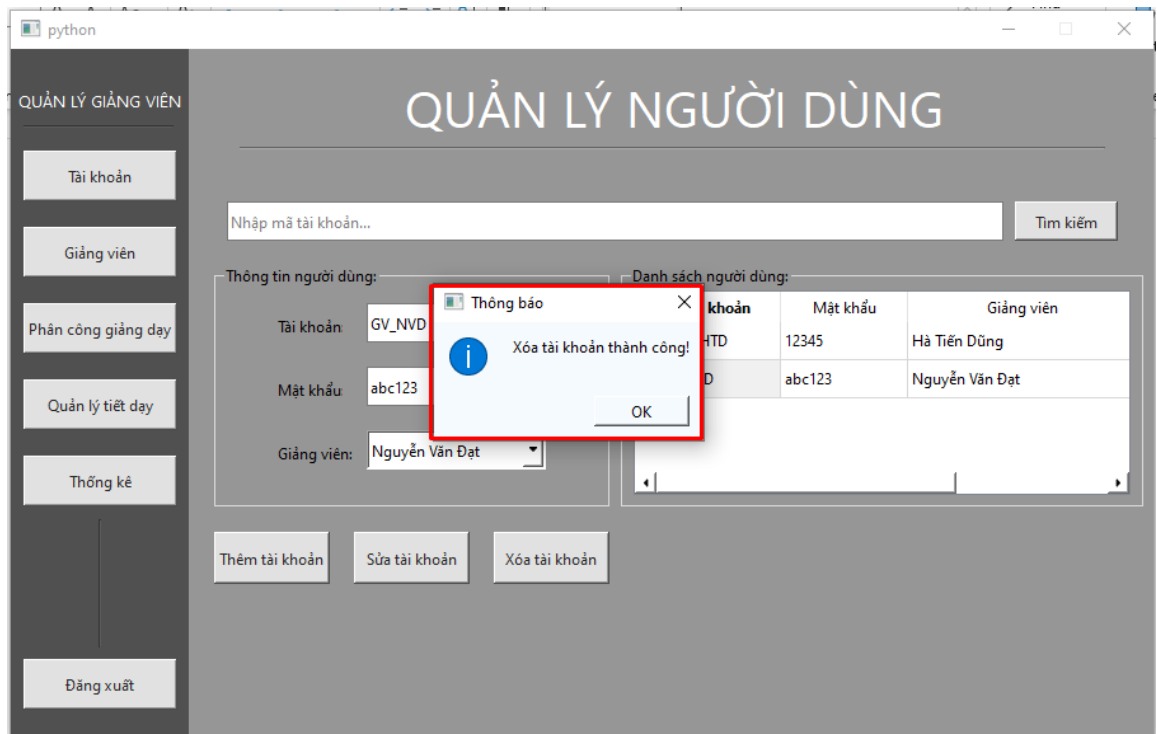 python
QUẢN LÝ GIẢNG VIÊN
Tài khoản
Giảng viên
Phân công giảng dạy
Quản lý tiết dạy
Thống kê
Đăng xuất
QUẢN LÝ NGƯỜI DÙNG
Nhập mã tài khoản...
Tìm kiếm
Thông tin người dùng:
Tài khoản:
GV_NVD
Mật khẩu:
abc123
Giảng viên:
Nguyễn Văn Đạt
Thông báo
Xóa tài khoản thành công!
OK
Danh sách người dùng:
khoản Mật khẩu Giảng viên
HTD 12345 Hà Tiến Dũng
D abc123 Nguyễn Văn Đạt
Thêm tài khoản
Sửa tài khoản
Xóa tài khoản